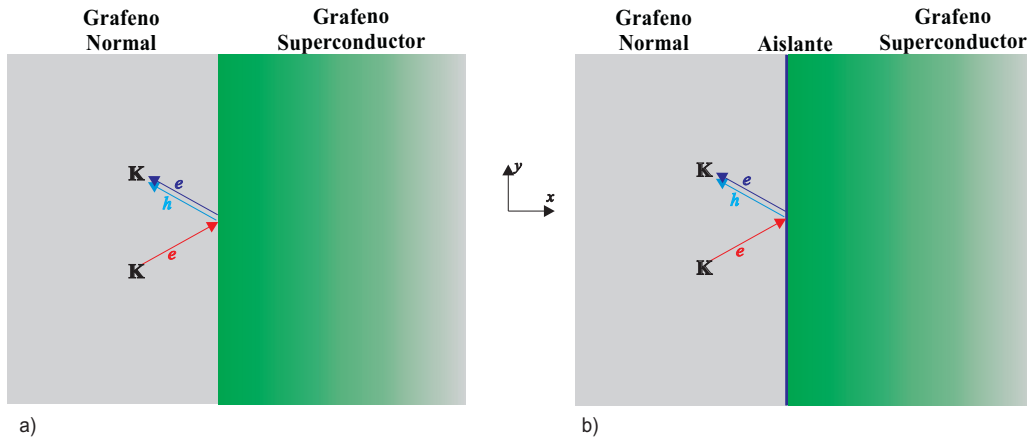 Grafeno
Normal
Grafeno
Superconductor
K
e
h
K
e
a)
y
x
Grafeno
Normal
Aislante
Grafeno
Superconductor
K
e
h
K
e
b)